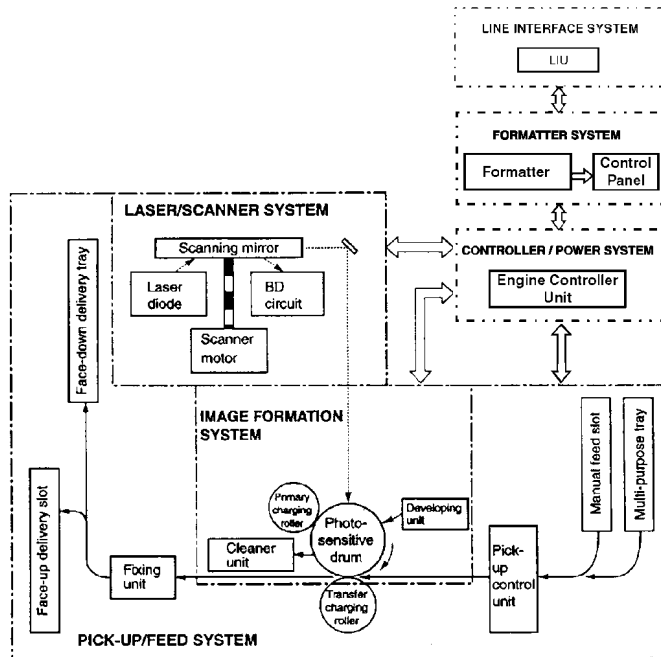 LINE INTERFACE SYSTEM
LIU
FORMATTER SYSTEM
Formatter
Control
Panel
LASER/SCANNER SYSTEM
CONTROLLER / POWER SYSTEM
Engine Controller
Unit
Scanning mirror
Laser
diode
BD
circuit
Scanner
motor
Face-down delivery tray
IMAGE FORMATION
SYSTEM
Manual feed slot
Multi-purpose tray
Face-up delivery slot
Primary
charging
roller
Photo-
sensitive
drum
Developing
unit
Cleaner
unit
Fixing
unit
Pick-
up
control
unit
Transfer
charging
roller
PICK-UP/FEED SYSTEM